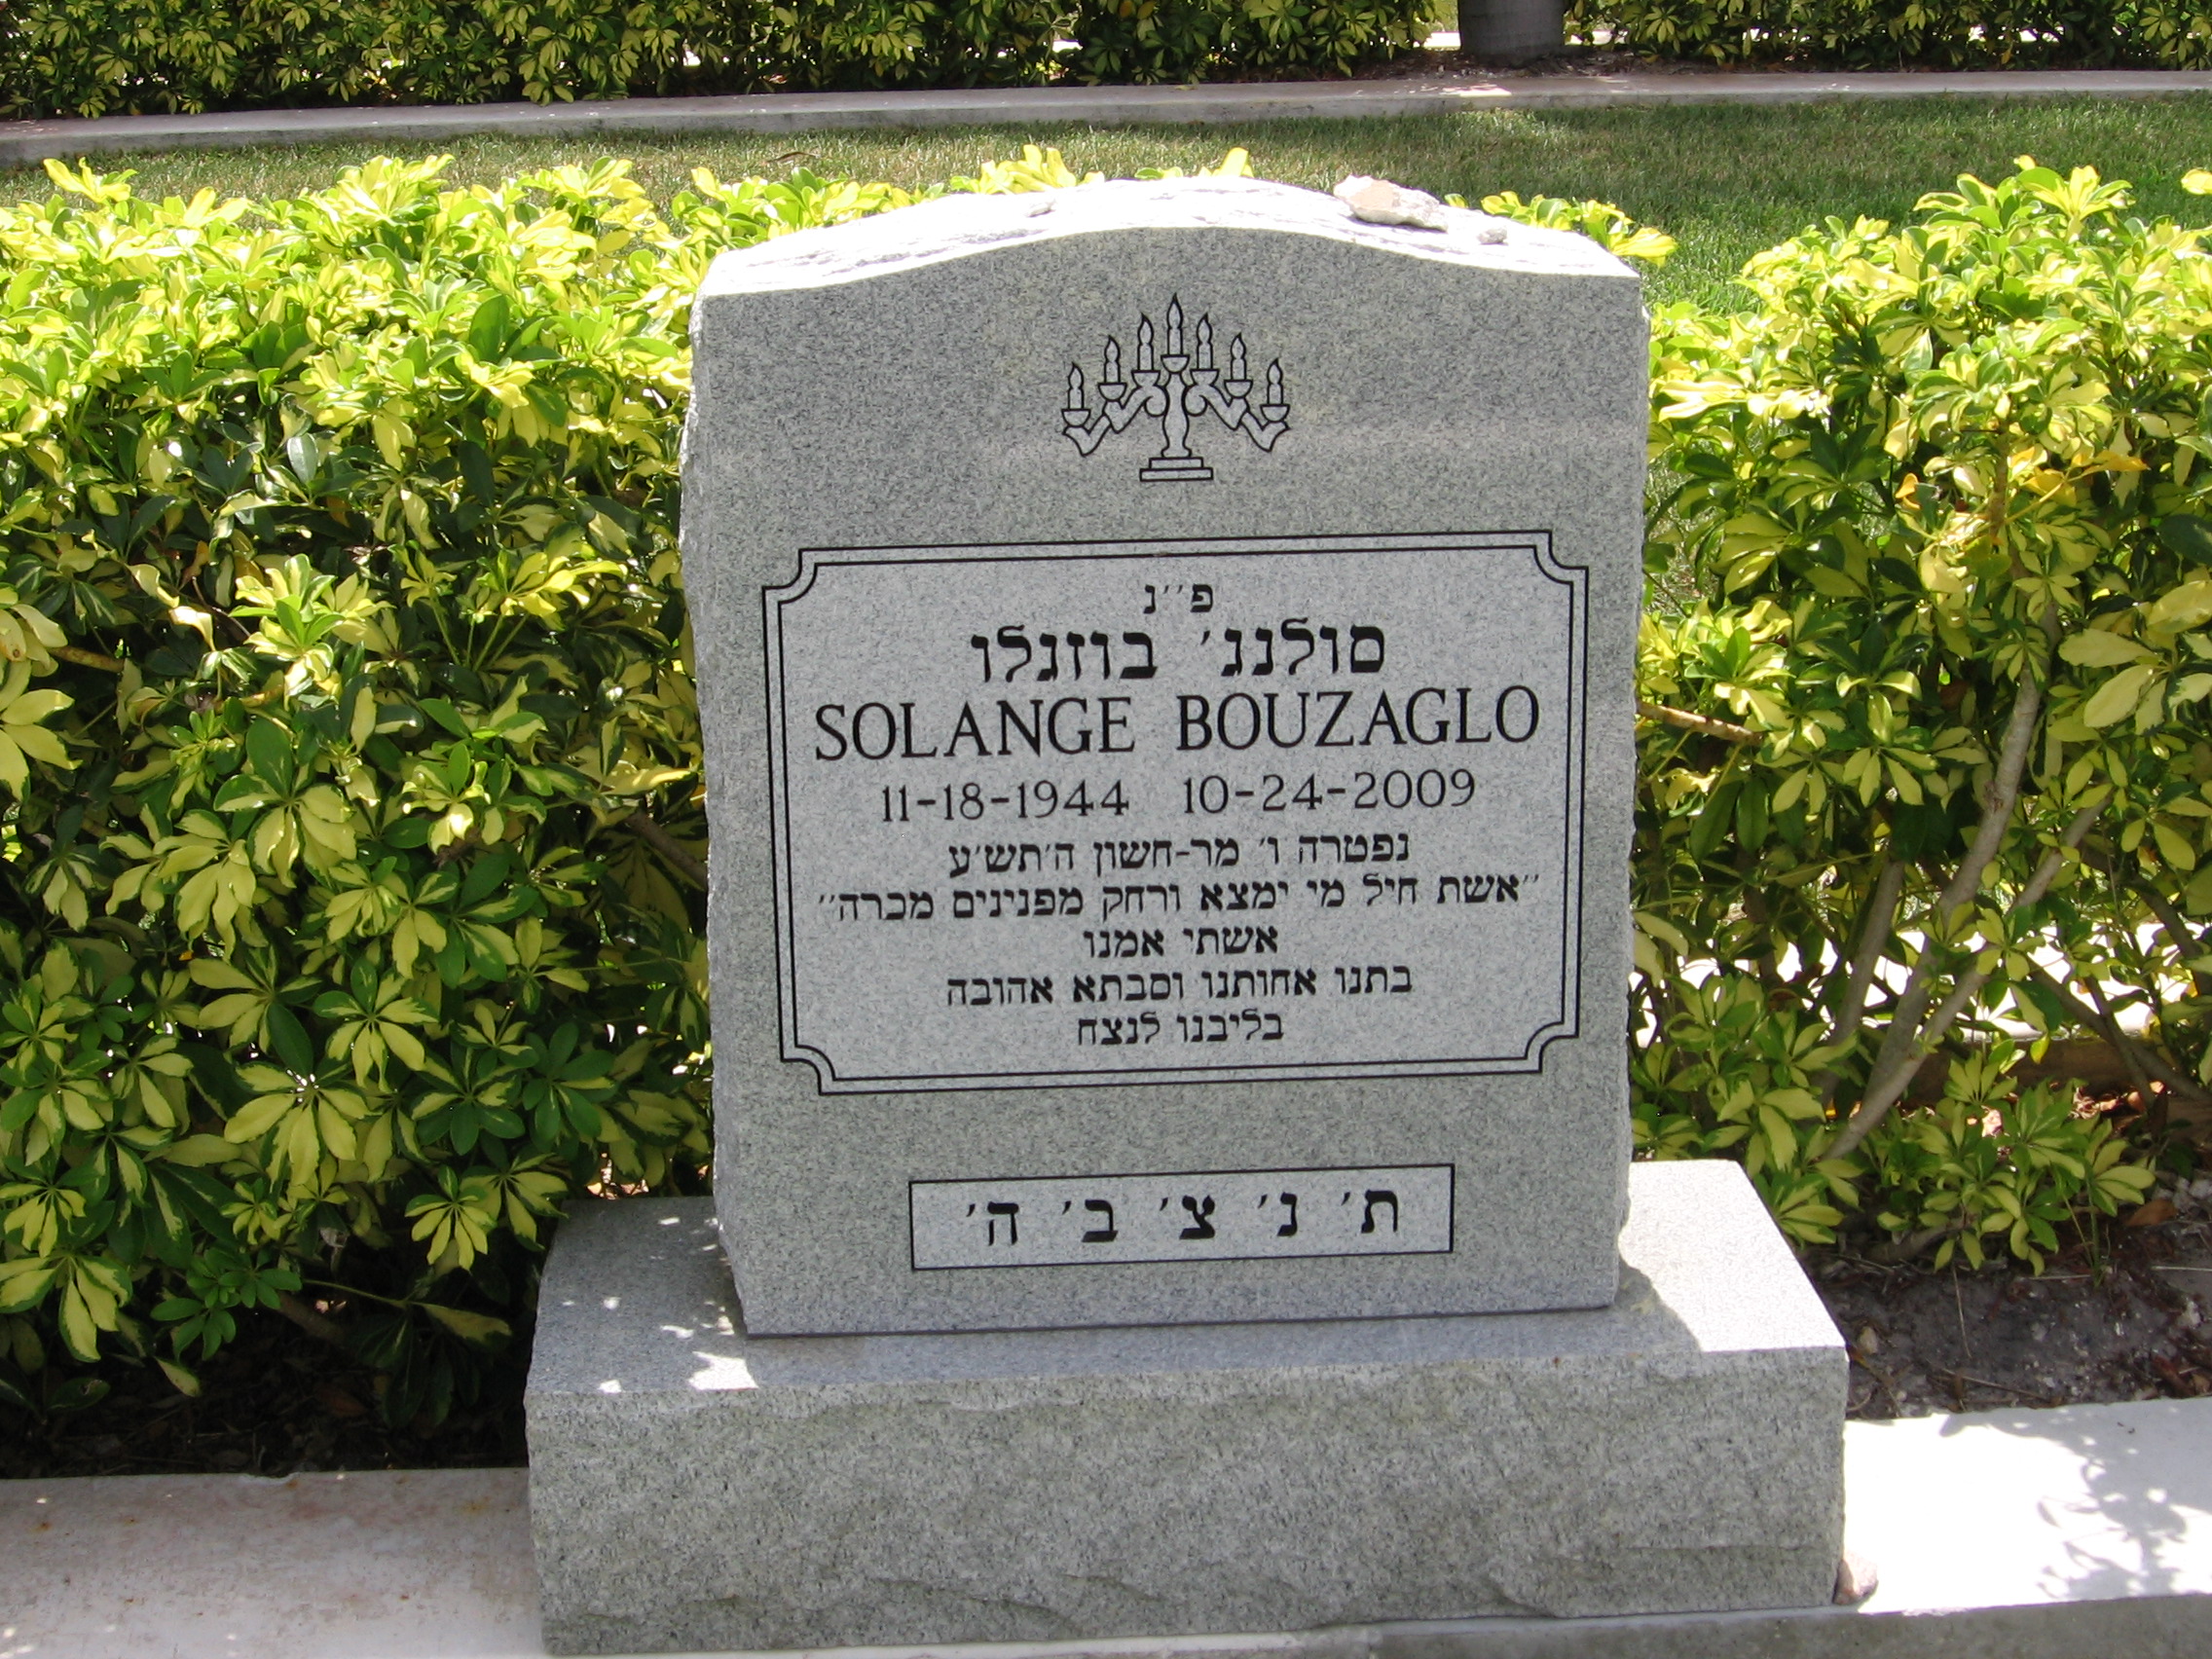 פ''נ
סולנג' בוזגלו
SOLANGE BOUZAGLO
11-18-1944 10-24-2009
נפטרה ו' מר-חשון ה'תש'ע
''אשת חיל מי ימצא ורחק מפנינים מכרה''
אשתי אמנו
בתנו אחותנו וסבתא אהובה
בליבנו לנצח
ת' נ' צ' ב' ה'